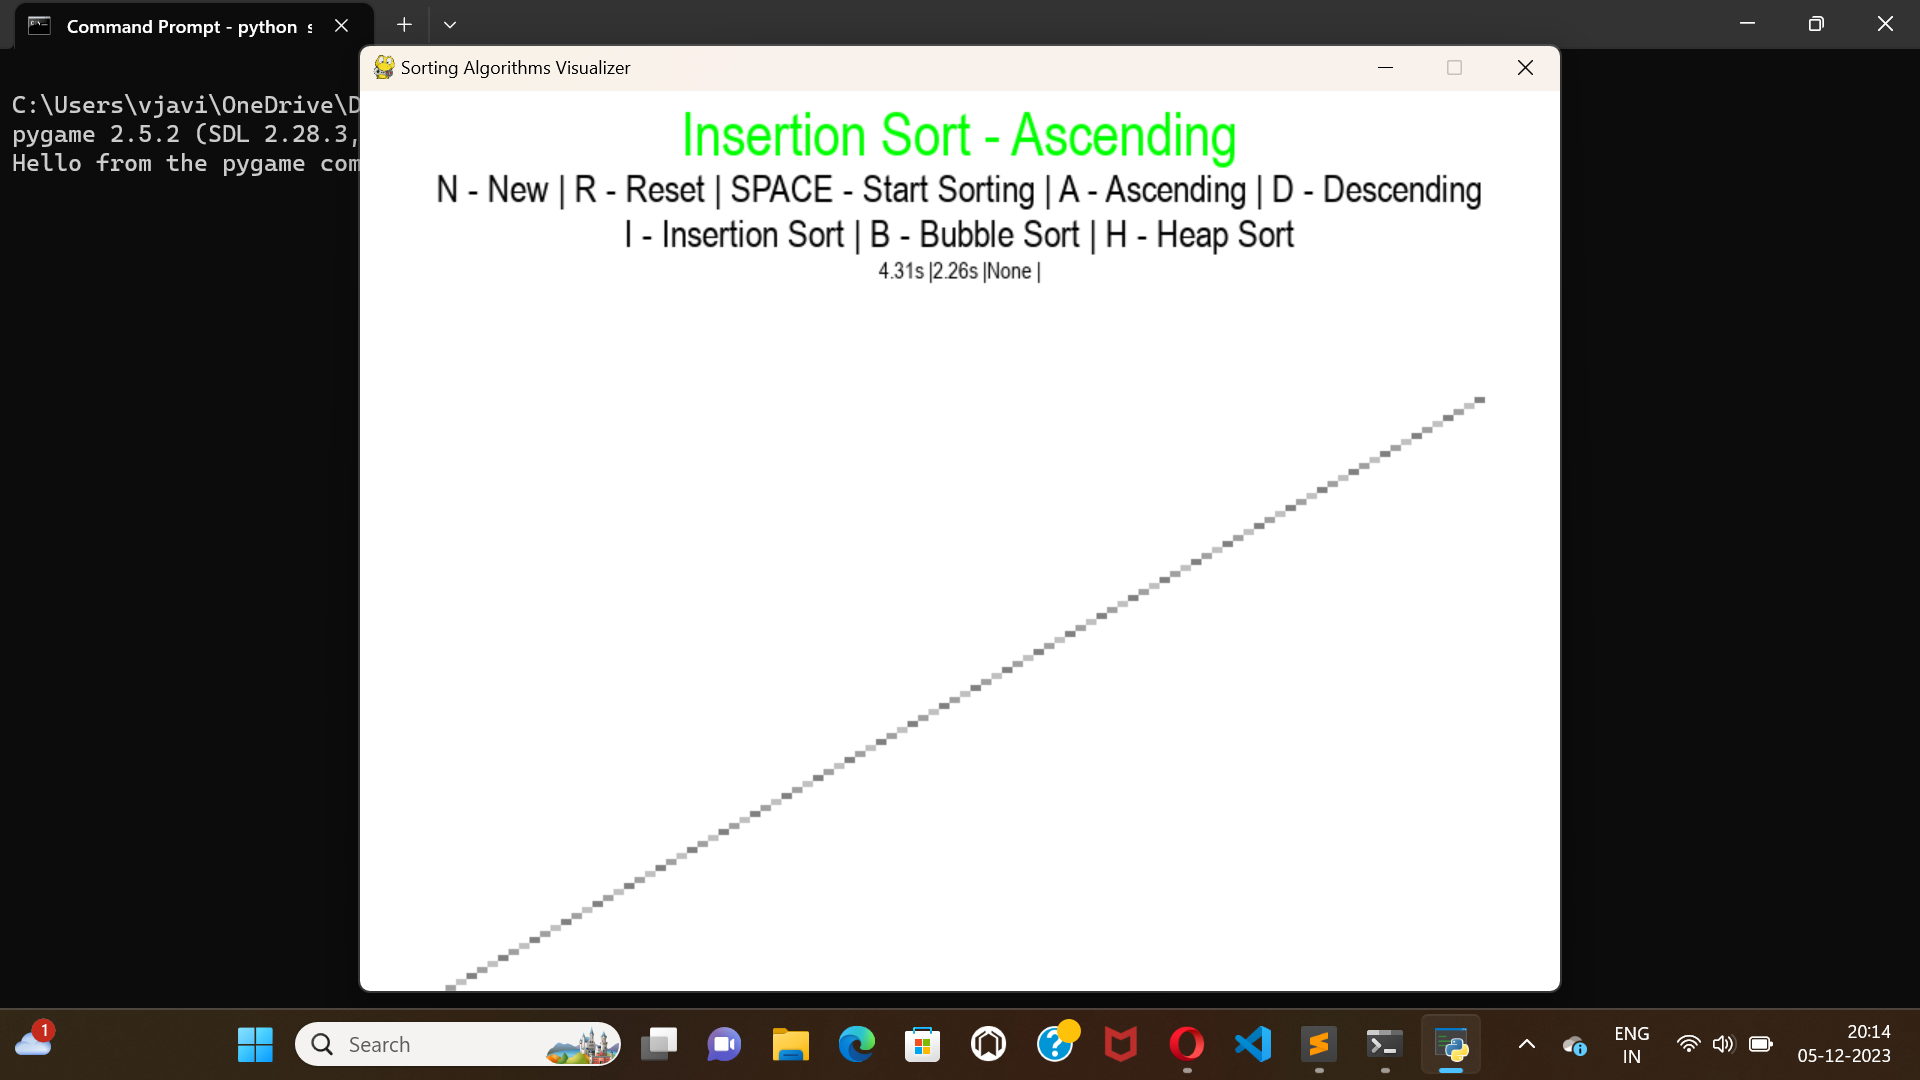 Command Prompt - python
Sorting Algorithms Visualizer
C:\Users\vjavi\OneDrive\D
pygame 2.5.2 (SDL 2.28.3,
Hello from the pygame com
Insertion Sort - Ascending
N - New | R - Reset | SPACE - Start Sorting | A - Ascending | D - Descending
I - Insertion Sort | B - Bubble Sort | H - Heap Sort
4.31s |2.26s |None |
1
Search
ENG
IN
20:14
05-12-2023